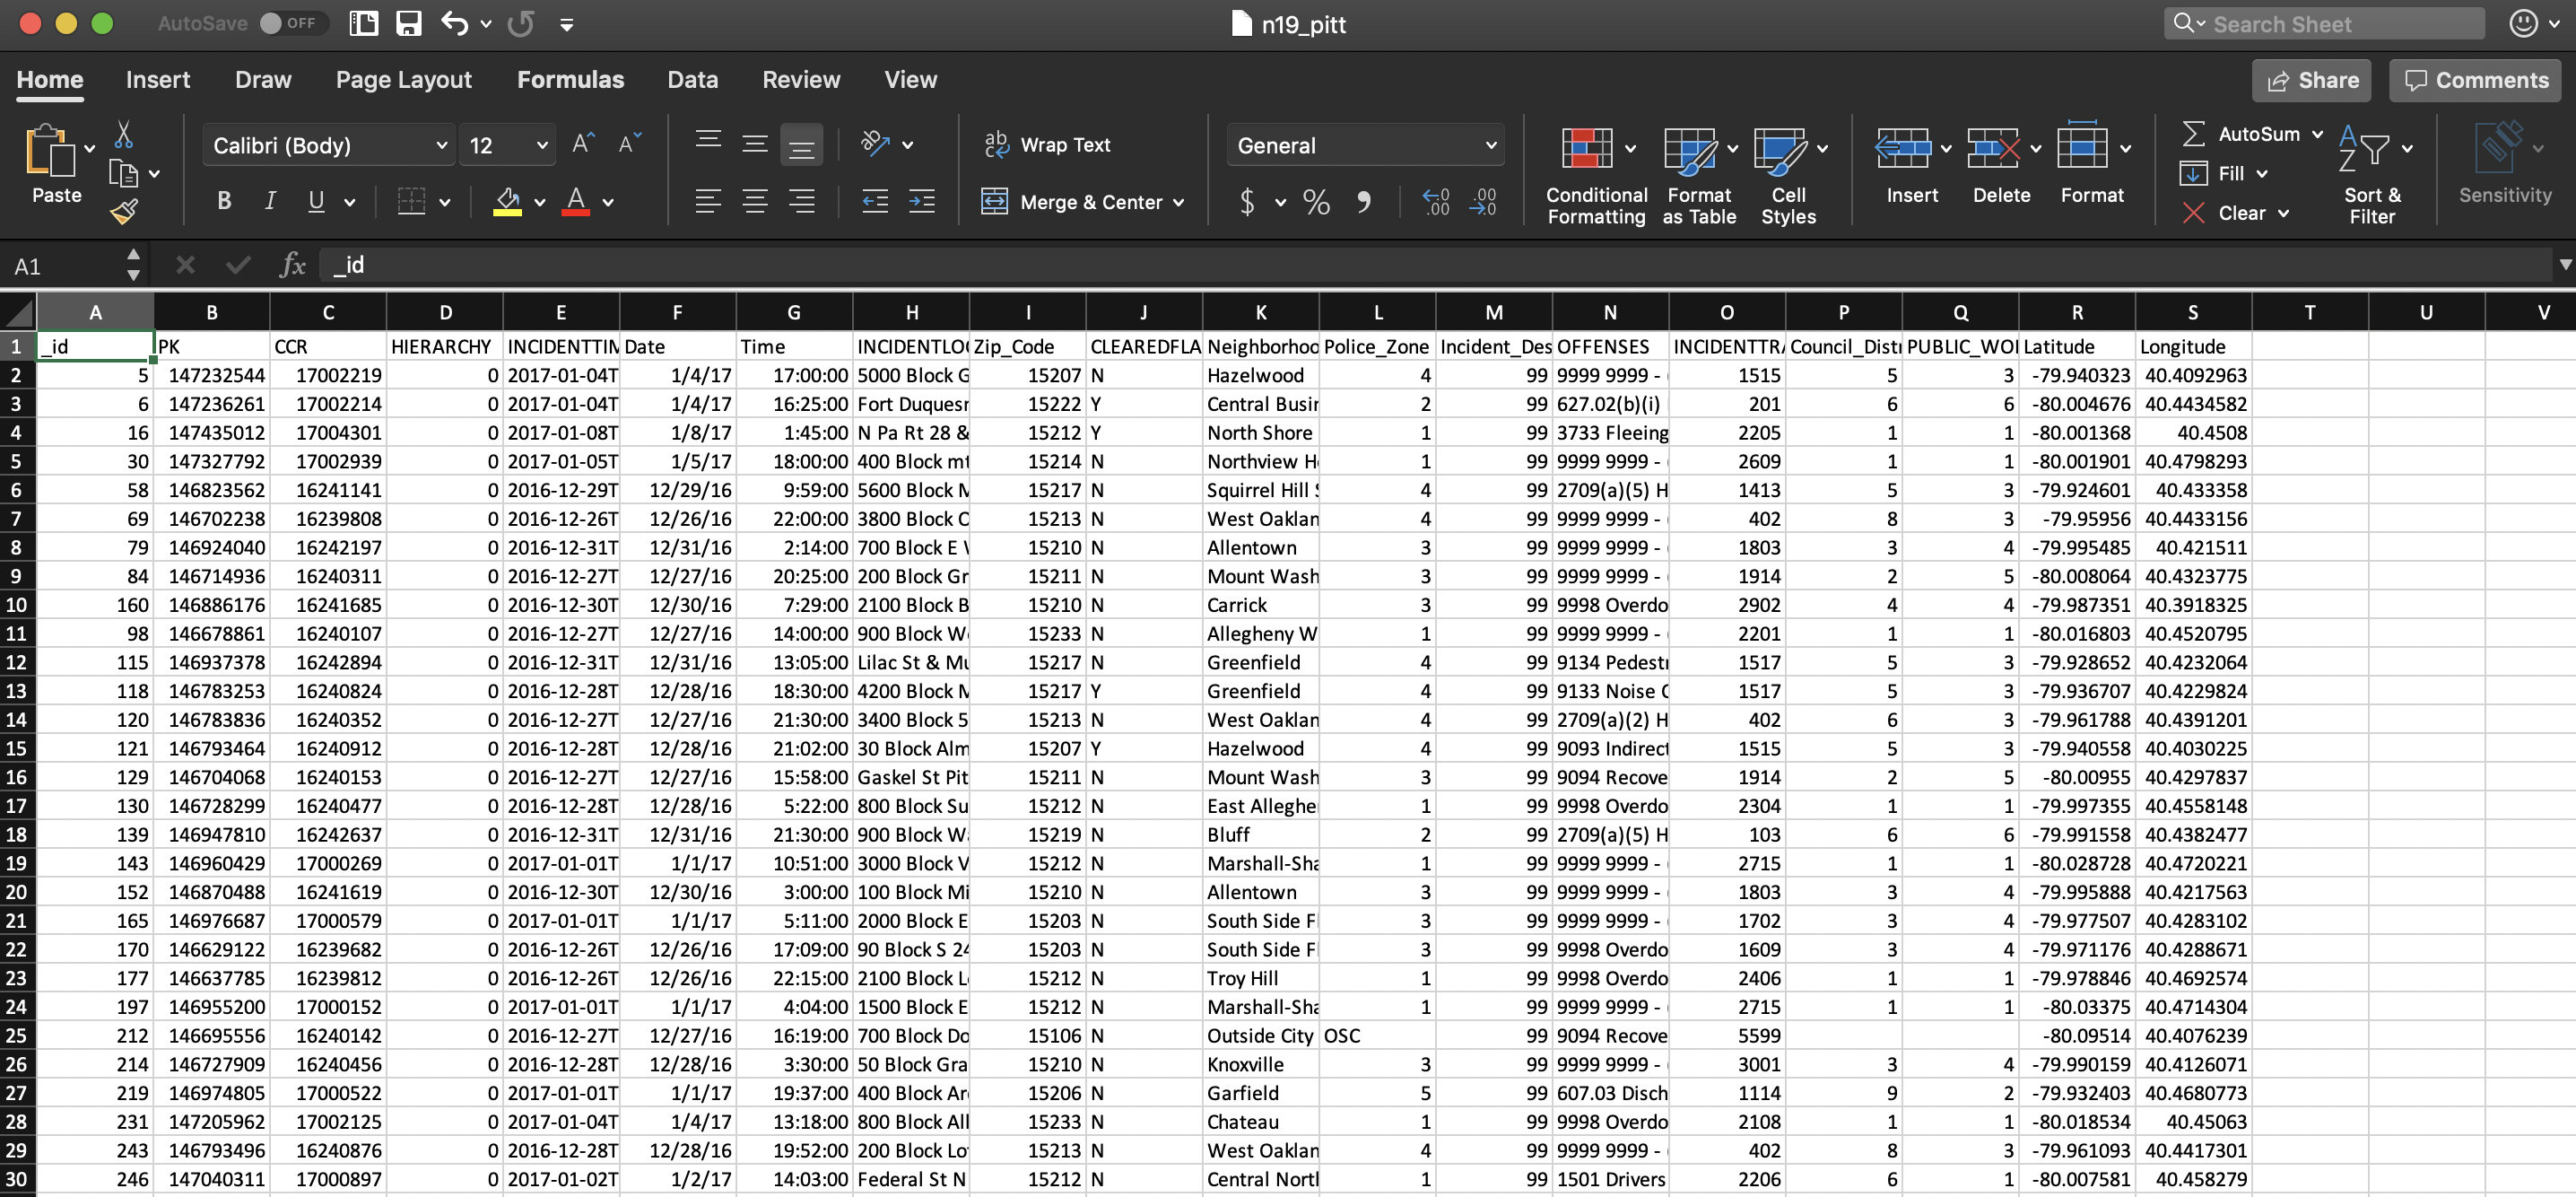 AutoSave OFF n19_pitt Search Sheet
Home Insert Draw Page Layout Formulas Data Review View Share Comments
Paste Calibri (Body) 12 A A ab Wrap Text General Conditional Formatting Format as Table Cell Styles Insert Delete Format AutoSum Fill Clear Sort & Filter Sensitivity
B I U A Merge & Center $ % .00 .00
A1 fx _id
A B C D E F G H I J K L M N O P Q R S T U V
1 _id PK CCR HIERARCHY INCIDENTTIM Date Time INCIDENTLO Zip_Code CLEAREDFLA Neighborhoo Police_Zone Incident_Des OFFENSES INCIDENTTR Council_Distr PUBLIC_WO Latitude Longitude
2 5 147232544 17002219 0 2017-01-04T 1/4/17 17:00:00 5000 Block G 15207 N Hazelwood 4 99 9999 9999 - 1515 5 3 -79.940323 40.4092963
3 6 147236261 17002214 0 2017-01-04T 1/4/17 16:25:00 Fort Duquesn 15222 Y Central Busin 2 99 627.02(b)(i) 201 6 6 -80.004676 40.4434582
4 16 147435012 17004301 0 2017-01-08T 1/8/17 1:45:00 N Pa Rt 28 & 15212 Y North Shore 1 99 3733 Fleeing 2205 1 1 -80.001368 40.4508
5 30 147327792 17002939 0 2017-01-05T 1/5/17 18:00:00 400 Block mt 15214 N Northview H 1 99 9999 9999 - 2609 1 1 -80.001901 40.4798293
6 58 146823562 16241141 0 2016-12-29T 12/29/16 9:59:00 5600 Block M 15217 N Squirrel Hill S 4 99 2709(a)(5) H 1413 5 3 -79.924601 40.433358
7 69 146702238 16239808 0 2016-12-26T 12/26/16 22:00:00 3800 Block O 15213 N West Oaklan 4 99 9999 9999 - 402 8 3 -79.95956 40.4433156
8 79 146924040 16242197 0 2016-12-31T 12/31/16 2:14:00 700 Block E 15210 N Allentown 3 99 9999 9999 - 1803 3 4 -79.995485 40.421511
9 84 146714936 16240311 0 2016-12-27T 12/27/16 20:25:00 200 Block Gr 15211 N Mount Wash 3 99 9999 9999 - 1914 2 5 -80.008064 40.4323775
10 160 146886176 16241685 0 2016-12-30T 12/30/16 7:29:00 2100 Block B 15210 N Carrick 3 99 9998 Overdo 2902 4 4 -79.987351 40.3918325
11 98 146678861 16240107 0 2016-12-27T 12/27/16 14:00:00 900 Block W 15233 N Allegheny W 1 99 9999 9999 - 2201 1 1 -80.016803 40.4520795
12 115 146937378 16242894 0 2016-12-31T 12/31/16 13:05:00 Lilac St & Mu 15217 N Greenfield 4 99 9134 Pedestr 1517 5 3 -79.928652 40.4232064
13 118 146783253 16240824 0 2016-12-28T 12/28/16 18:30:00 4200 Block M 15217 Y Greenfield 4 99 9133 Noise C 1517 5 3 -79.936707 40.4229824
14 120 146783836 16240352 0 2016-12-27T 12/27/16 21:30:00 3400 Block 5 15213 N West Oaklan 4 99 2709(a)(2) H 402 6 3 -79.961788 40.4391201
15 121 146793464 16240912 0 2016-12-28T 12/28/16 21:02:00 30 Block Alm 15207 Y Hazelwood 4 99 9093 Indirect 1515 5 3 -79.940558 40.4030225
16 129 146704068 16240153 0 2016-12-27T 12/27/16 15:58:00 Gaskel St Pit 15211 N Mount Wash 3 99 9094 Recove 1914 2 5 -80.00955 40.4297837
17 130 146728299 16240477 0 2016-12-28T 12/28/16 5:22:00 800 Block Su 15212 N East Alleghe 1 99 9998 Overdo 2304 1 1 -79.997355 40.4558148
18 139 146947810 16242637 0 2016-12-31T 12/31/16 21:30:00 900 Block Wa 15219 N Bluff 2 99 2709(a)(5) H 103 6 6 -79.991558 40.4382477
19 143 146960429 17000269 0 2017-01-01T 1/1/17 10:51:00 3000 Block V 15212 N Marshall-Sha 1 99 9999 9999 - 2715 1 1 -80.028728 40.4720221
20 152 146870488 16241619 0 2016-12-30T 12/30/16 3:00:00 100 Block Mi 15210 N Allentown 3 99 9999 9999 - 1803 3 4 -79.995888 40.4217563
21 165 146976687 17000579 0 2017-01-01T 1/1/17 5:11:00 2000 Block E 15203 N South Side Fl 3 99 9999 9999 - 1702 3 4 -79.977507 40.4283102
22 170 146629122 16239682 0 2016-12-26T 12/26/16 17:09:00 90 Block S 24 15203 N South Side Fl 3 99 9998 Overdo 1609 3 4 -79.971176 40.4288671
23 177 146637785 16239812 0 2016-12-26T 12/26/16 22:15:00 2100 Block L 15212 N Troy Hill 1 99 9998 Overdo 2406 1 1 -79.978846 40.4692574
24 197 146955200 17000152 0 2017-01-01T 1/1/17 4:04:00 1500 Block E 15212 N Marshall-Sha 1 99 9999 9999 - 2715 1 1 -80.03375 40.4714304
25 212 146695556 16240142 0 2016-12-27T 12/27/16 16:19:00 700 Block Do 15106 N Outside City OSC 99 9094 Recove 5599 -80.09514 40.4076239
26 214 146727909 16240456 0 2016-12-28T 12/28/16 3:30:00 50 Block Gra 15210 N Knoxville 3 99 9999 9999 - 3001 3 4 -79.990159 40.4126071
27 219 146974805 17000522 0 2017-01-01T 1/1/17 19:37:00 400 Block Ar 15206 N Garfield 5 99 607.03 Disch 1114 9 2 -79.932403 40.4680773
28 231 147205962 17002125 0 2017-01-04T 1/4/17 13:18:00 800 Block All 15233 N Chateau 1 99 9998 Overdo 2108 1 1 -80.018534 40.45063
29 243 146793496 16240876 0 2016-12-28T 12/28/16 19:52:00 200 Block Lo 15213 N West Oaklan 4 99 9999 9999 - 402 8 3 -79.961093 40.4417301
30 246 147040311 17000897 0 2017-01-02T 1/2/17 14:03:00 Federal St N 15212 N Central Nortl 1 99 1501 Drivers 2206 6 1 -80.007581 40.458279